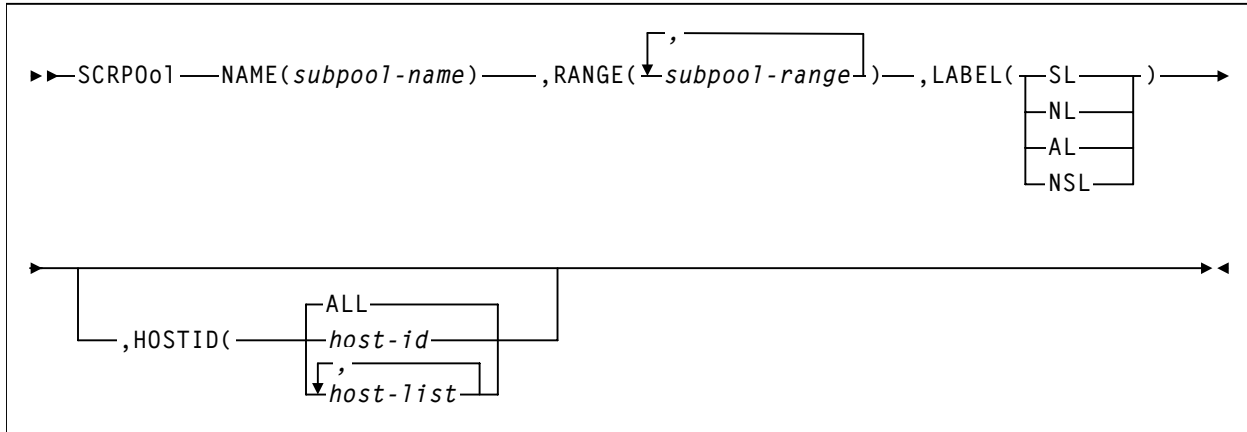 ,
SCRPOol NAME(subpool-name) ,RANGE( subpool-range ) ,LABEL( SL )
NL
AL
NSL
ALL
,HOSTID( host-id
,
host-list